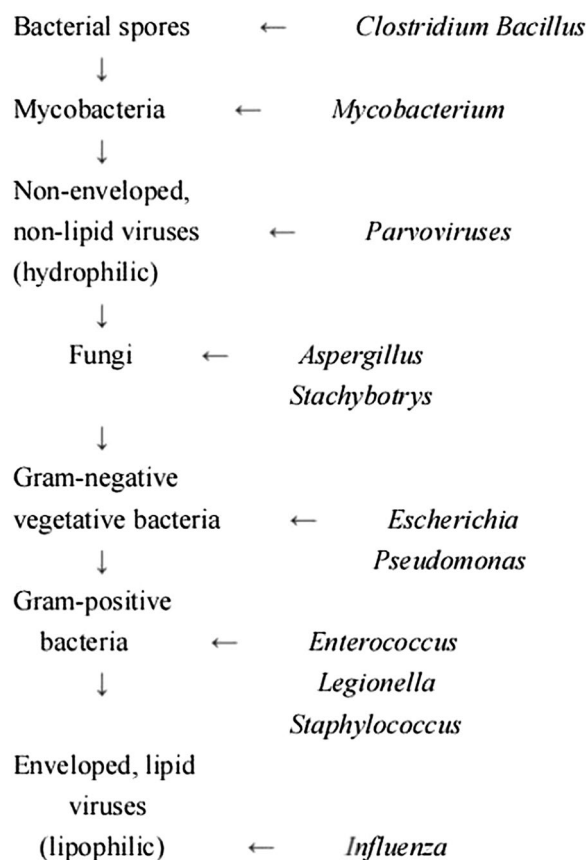 Bacterial spores ← Clostridium Bacillus
↓
Mycobacteria ← Mycobacterium
↓
Non-enveloped,
non-lipid viruses ← Parvoviruses
(hydrophilic)
↓
Fungi ← Aspergillus
Stachybotrys
↓
Gram-negative
vegetative bacteria ← Escherichia
↓ Pseudomonas
Gram-positive
bacteria ← Enterococcus
↓ Legionella
Staphylococcus
Enveloped, lipid
viruses
(lipophilic) ← Influenza